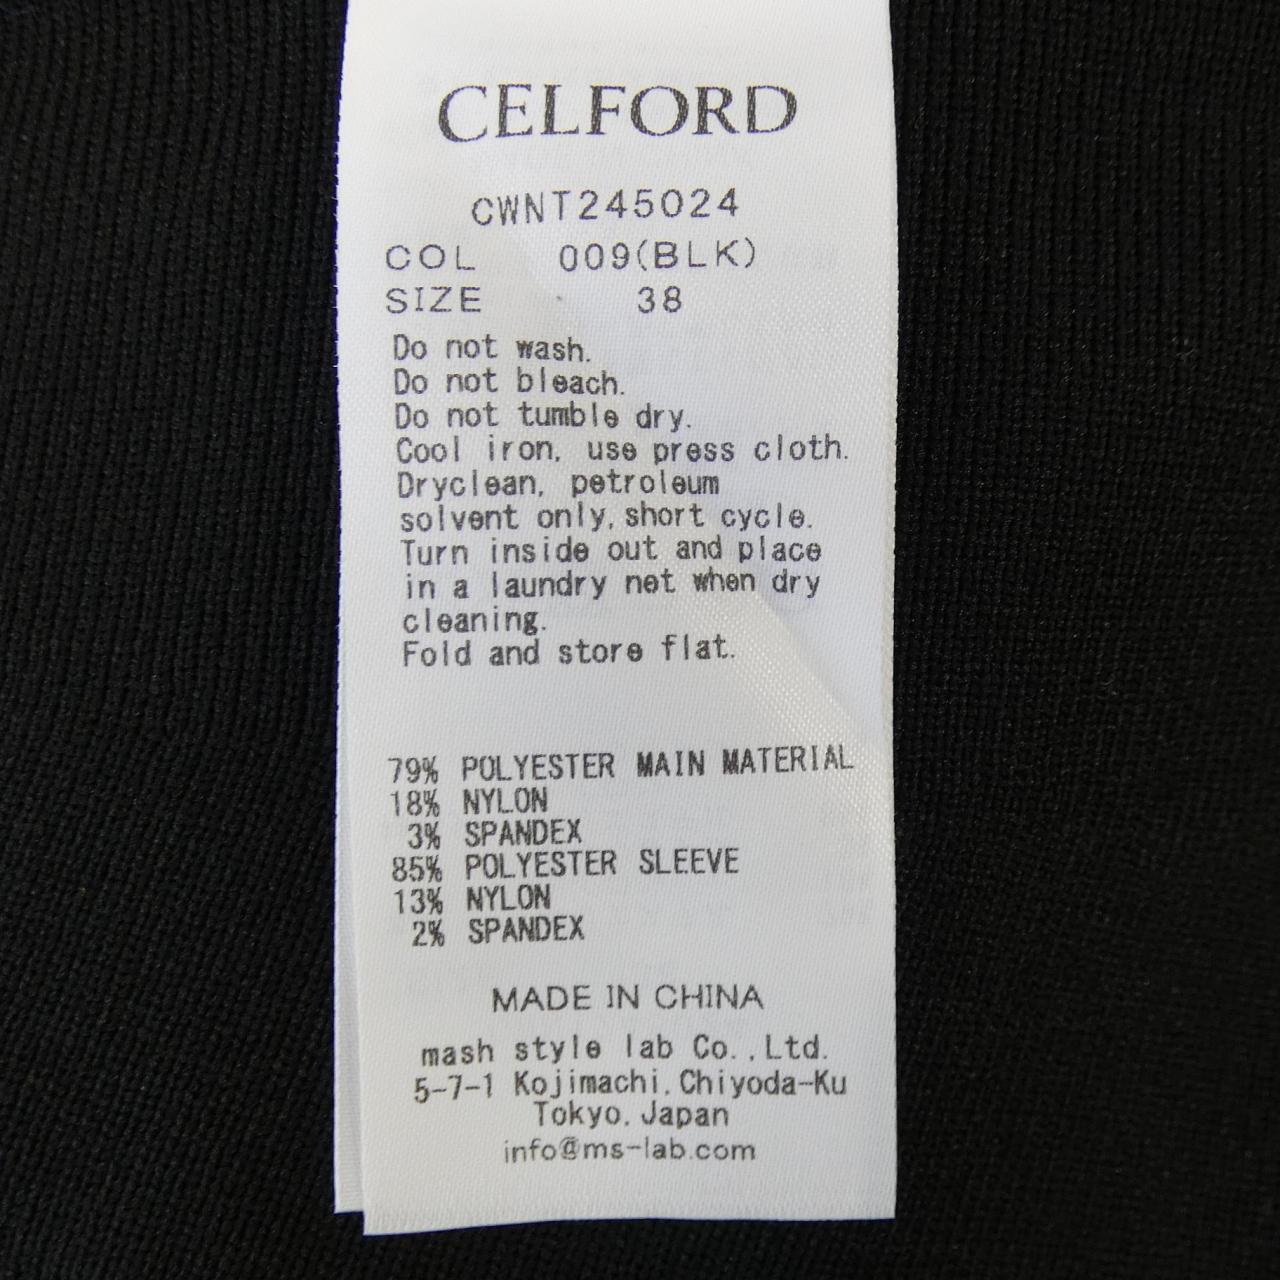 CELFORD
CWNT245024
COL 009(BLK)
SIZE 38
Do not wash.
Do not bleach.
Do not tumble dry.
Cool iron, use press cloth.
Dryclean, petroleum
solvent only, short cycle.
Turn inside out and place
in a laundry net when dry
cleaning.
Fold and store flat.
79% POLYESTER MAIN MATERIAL
18% NYLON
3% SPANDEX
85% POLYESTER SLEEVE
13% NYLON
2% SPANDEX
MADE IN CHINA
mash style lab Co.,Ltd.
5-7-1 Kojimachi,Chiyoda-Ku
Tokyo,Japan
info@ms-lab.com